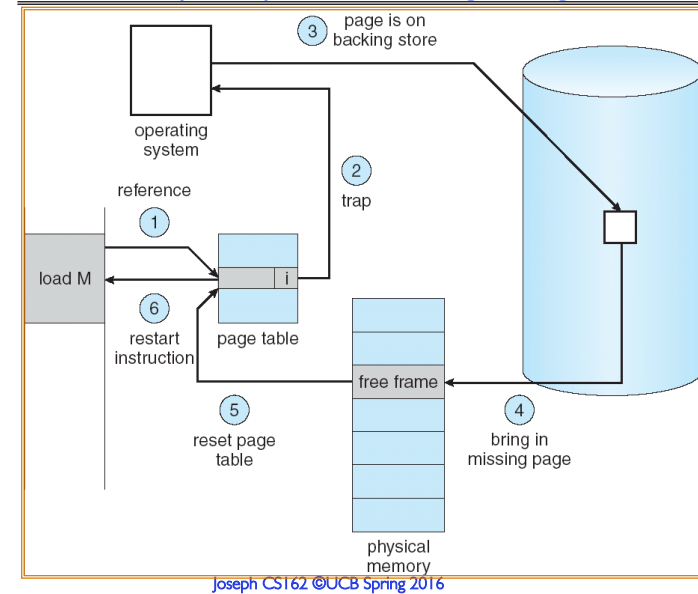 3
page is on
backing store
operating
system
2
trap
reference
1
load M
i
6
restart
instruction
page table
free frame
5
reset page
table
4
bring in
missing page
physical
memory
Joseph CS162 ©UCB Spring 2016